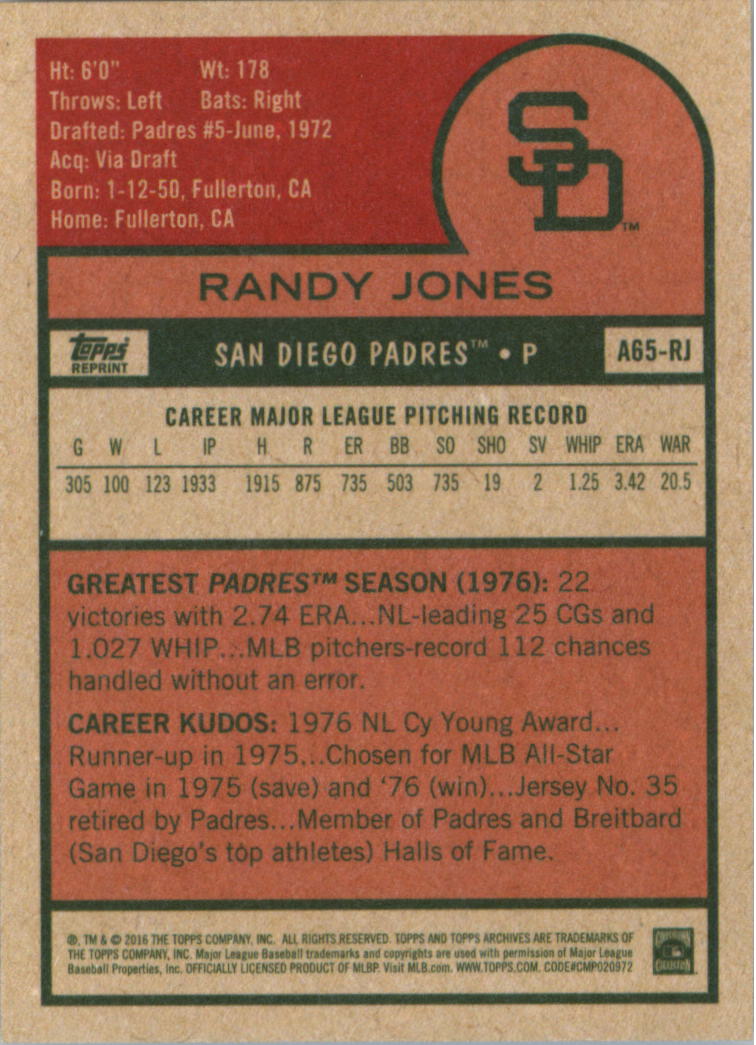 Ht: 6'0" Wt: 178
Throws: Left Bats: Right
Drafted: Padres #5-June, 1972
Acq: Via Draft
Born: 1-12-50, Fullerton, CA
Home: Fullerton, CA
SD™
RANDY JONES
Topps REPRINT
SAN DIEGO PADRES™ • P
A65-RJ
CAREER MAJOR LEAGUE PITCHING RECORD
G W L IP H R ER BB SO SHO SV WHIP ERA WAR
305 100 123 1933 1915 875 735 503 735 19 2 1.25 3.42 20.5
GREATEST PADRES™ SEASON (1976): 22
victories with 2.74 ERA...NL-leading 25 CGs and
1.027 WHIP...MLB pitchers-record 112 chances
handled without an error.
CAREER KUDOS: 1976 NL Cy Young Award...
Runner-up in 1975...Chosen for MLB All-Star
Game in 1975 (save) and '76 (win)...Jersey No. 35
retired by Padres...Member of Padres and Breitbard
(San Diego's top athletes) Halls of Fame.
®, TM & © 2016 THE TOPPS COMPANY, INC. ALL RIGHTS RESERVED. TOPPS AND TOPPS ARCHIVES ARE TRADEMARKS OF
THE TOPPS COMPANY, INC. Major League Baseball trademarks and copyrights are used with permission of Major League
Baseball Properties, Inc. OFFICIALLY LICENSED PRODUCT OF MLBP. Visit MLB.com. WWW.TOPPS.COM. CODE#CMP020972